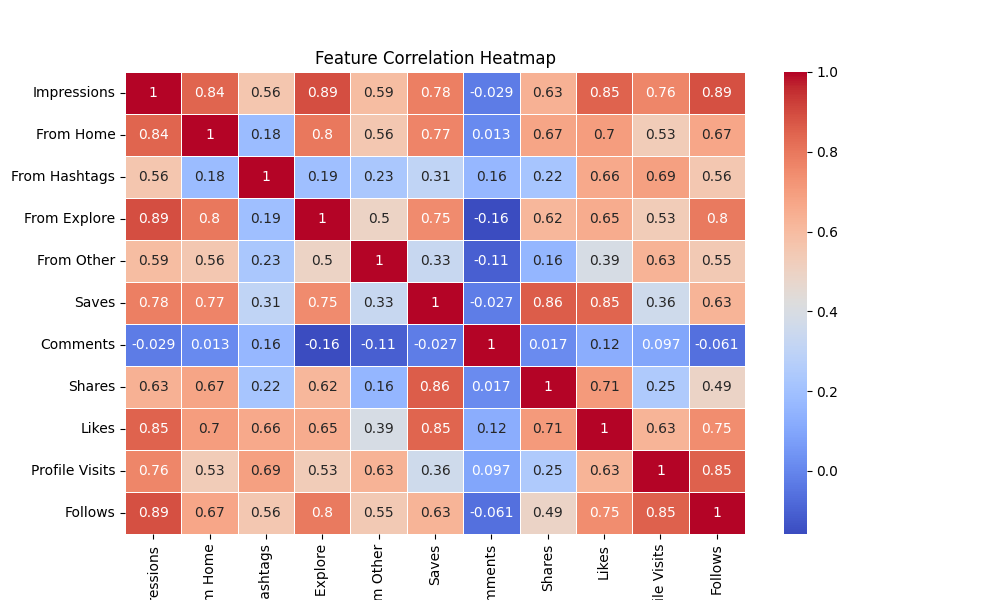 Feature Correlation Heatmap
Impressions 1 0.84 0.56 0.89 0.59 0.78 -0.029 0.63 0.85 0.76 0.89
From Home 0.84 1 0.18 0.8 0.56 0.77 0.013 0.67 0.7 0.53 0.67
From Hashtags 0.56 0.18 1 0.19 0.23 0.31 0.16 0.22 0.66 0.69 0.56
From Explore 0.89 0.8 0.19 1 0.5 0.75 -0.16 0.62 0.65 0.53 0.8
From Other 0.59 0.56 0.23 0.5 1 0.33 -0.11 0.16 0.39 0.63 0.55
Saves 0.78 0.77 0.31 0.75 0.33 1 -0.027 0.86 0.85 0.36 0.63
Comments -0.029 0.013 0.16 -0.16 -0.11 -0.027 1 0.017 0.12 0.097 -0.061
Shares 0.63 0.67 0.22 0.62 0.16 0.86 0.017 1 0.71 0.25 0.49
Likes 0.85 0.7 0.66 0.65 0.39 0.85 0.12 0.71 1 0.63 0.75
Profile Visits 0.76 0.53 0.69 0.53 0.63 0.36 0.097 0.25 0.63 1 0.85
Follows 0.89 0.67 0.56 0.8 0.55 0.63 -0.061 0.49 0.75 0.85 1
ressions
m Home
ashtags
Explore
m Other
Saves
mments
Shares
Likes
ile Visits
Follows
1.0
0.8
0.6
0.4
0.2
0.0